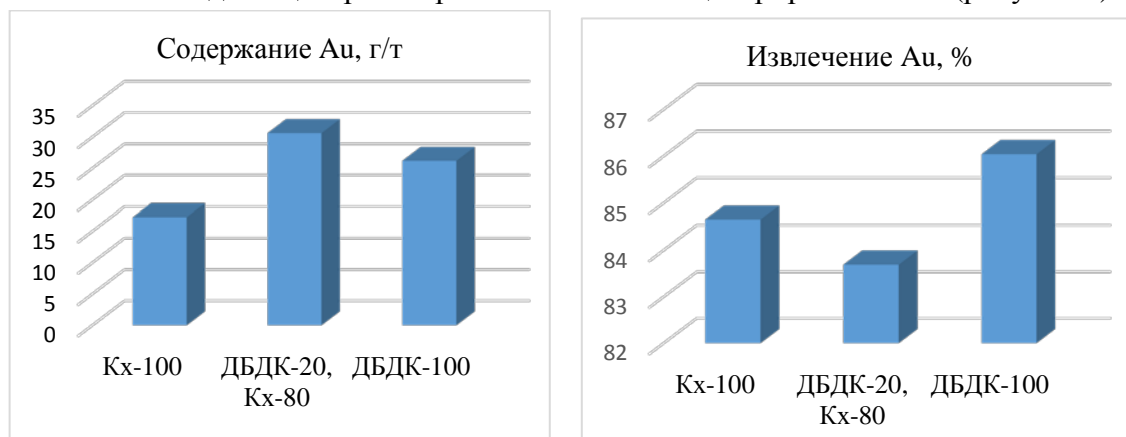 Содержание Au, г/т
35
30
25
20
15
10
5
0
Кх-100
ДБДК-20,
Кх-80
ДБДК-100
Извлечение Au, %
87
86
85
84
83
82
Кх-100
ДБДК-20,
Кх-80
ДБДК-100